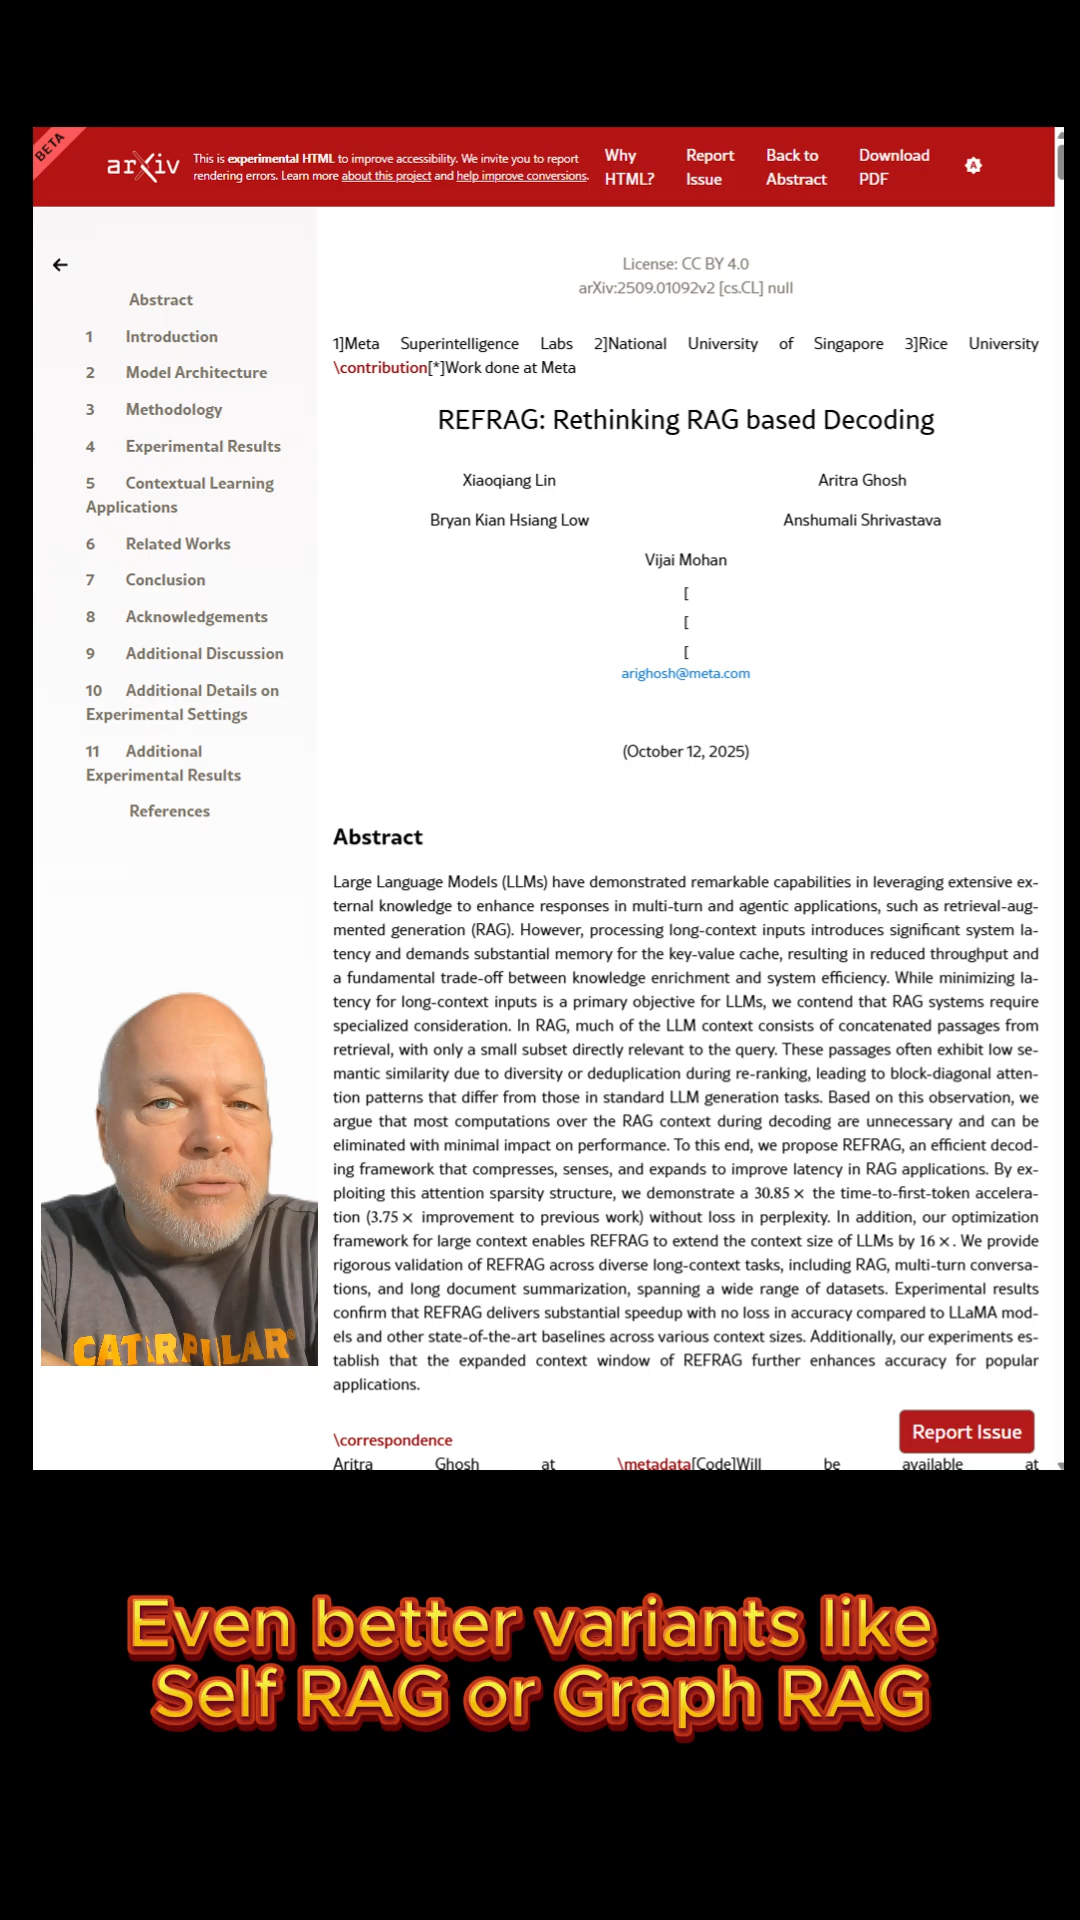 BETA
arXiv
This is experimental HTML to improve accessibility. We invite you to report
rendering errors. Learn more about this project and help improve conversions.
Why
HTML?
Report
Issue
Back to
Abstract
Download
PDF
Abstract
1 Introduction
2 Model Architecture
3 Methodology
4 Experimental Results
5 Contextual Learning
Applications
6 Related Works
7 Conclusion
8 Acknowledgements
9 Additional Discussion
10 Additional Details on
Experimental Settings
11 Additional
Experimental Results
References
License: CC BY 4.0
arXiv:2509.01092v2 [cs.CL] null
1]Meta Superintelligence Labs 2]National University of Singapore 3]Rice University
\contribution[*]Work done at Meta
REFRAG: Rethinking RAG based Decoding
Xiaoqiang Lin Aritra Ghosh
Bryan Kian Hsiang Low Anshumali Shrivastava
Vijai Mohan
[
[
[
arighosh@meta.com
(October 12, 2025)
Abstract
Large Language Models (LLMs) have demonstrated remarkable capabilities in leveraging extensive ex-
ternal knowledge to enhance responses in multi-turn and agentic applications, such as retrieval-aug-
mented generation (RAG). However, processing long-context inputs introduces significant system la-
tency and demands substantial memory for the key-value cache, resulting in reduced throughput and
a fundamental trade-off between knowledge enrichment and system efficiency. While minimizing la-
tency for long-context inputs is a primary objective for LLMs, we contend that RAG systems require
specialized consideration. In RAG, much of the LLM context consists of concatenated passages from
retrieval, with only a small subset directly relevant to the query. These passages often exhibit low se-
mantic similarity due to diversity or deduplication during re-ranking, leading to block-diagonal atten-
tion patterns that differ from those in standard LLM generation tasks. Based on this observation, we
argue that most computations over the RAG context during decoding are unnecessary and can be
eliminated with minimal impact on performance. To this end, we propose REFRAG, an efficient decod-
ing framework that compresses, senses, and expands to improve latency in RAG applications. By ex-
ploiting this attention sparsity structure, we demonstrate a 30.85× the time-to-first-token accelera-
tion (3.75× improvement to previous work) without loss in perplexity. In addition, our optimization
framework for large context enables REFRAG to extend the context size of LLMs by 16×. We provide
rigorous validation of REFRAG across diverse long-context tasks, including RAG, multi-turn conversa-
tions, and long document summarization, spanning a wide range of datasets. Experimental results
confirm that REFRAG delivers substantial speedup with no loss in accuracy compared to LLaMA mod-
els and other state-of-the-art baselines across various context sizes. Additionally, our experiments es-
tablish that the expanded context window of REFRAG further enhances accuracy for popular
applications.
\correspondence
Aritra Ghosh at \metadata[Code]Will be available at
Report Issue
CATERPILLAR®
Even better variants like
Self RAG or Graph RAG